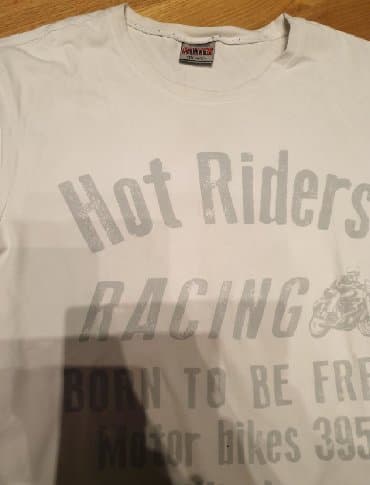 Hot Riders
RACING
BORN TO BE FRE
Motor bikes 395